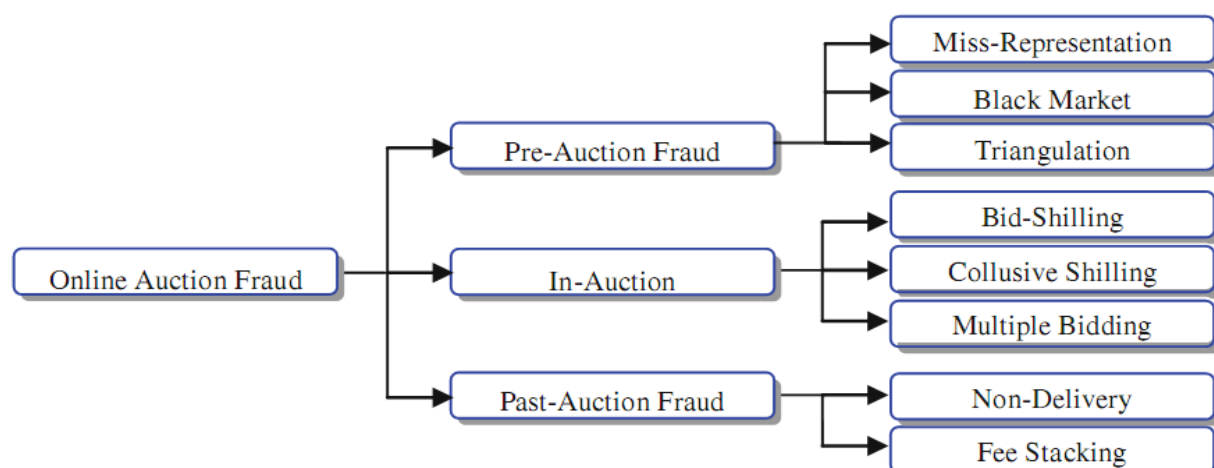 Online Auction Fraud
Pre-Auction Fraud
Miss-Representation
Black Market
Triangulation
In-Auction
Bid-Shilling
Collusive Shilling
Multiple Bidding
Past-Auction Fraud
Non-Delivery
Fee Stacking